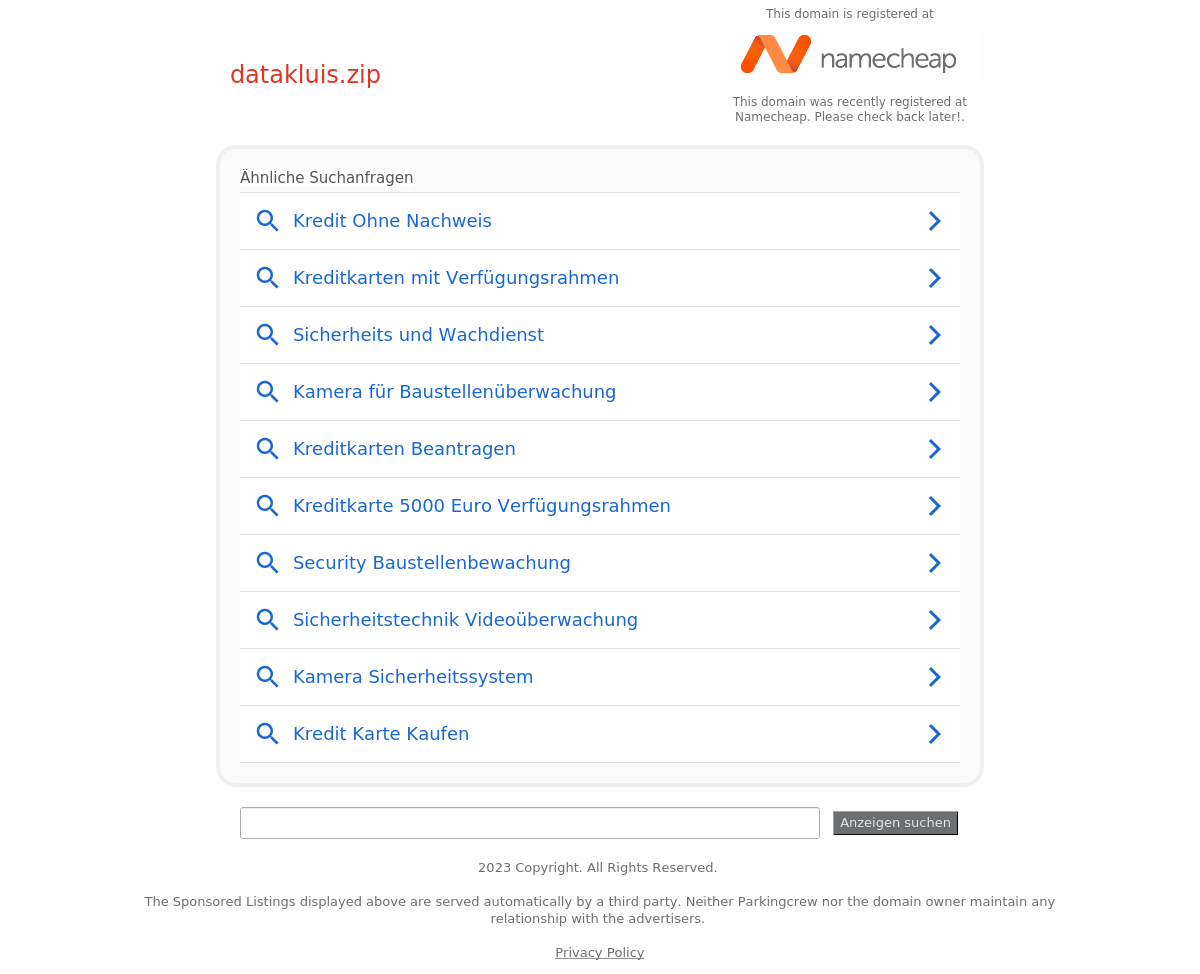 This domain is registered at
namecheap
datakluis.zip
This domain was recently registered at
Namecheap. Please check back later!.
Ähnliche Suchanfragen
Kredit Ohne Nachweis
Kreditkarten mit Verfügungsrahmen
Sicherheits und Wachdienst
Kamera für Baustellenüberwachung
Kreditkarten Beantragen
Kreditkarte 5000 Euro Verfügungsrahmen
Security Baustellenbewachung
Sicherheitstechnik Videoüberwachung
Kamera Sicherheitssystem
Kredit Karte Kaufen
Anzeigen suchen
2023 Copyright. All Rights Reserved.
The Sponsored Listings displayed above are served automatically by a third party. Neither Parkingcrew nor the domain owner maintain any
relationship with the advertisers.
Privacy Policy